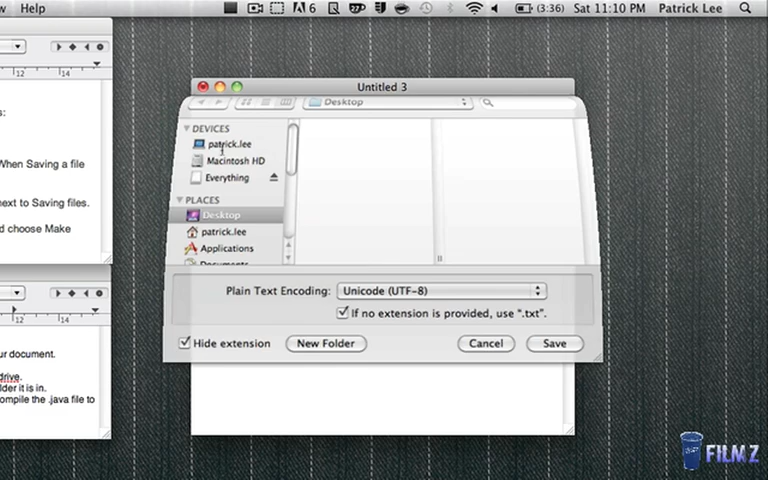 w Help
6
(3:36) Sat 11:10 PM Patrick Lee
12 14
s:
When Saving a file
next to Saving files.
d choose Make
12 14
ur document.
drive.
lder it is in.
ompile the .java file to
Untitled 3
Desktop
DEVICES
patrick.lee
Macintosh HD
Everything
PLACES
Desktop
patrick.lee
Applications
Documents
Plain Text Encoding: Unicode (UTF-8)
If no extension is provided, use ".txt".
Hide extension New Folder Cancel Save
FILMZ